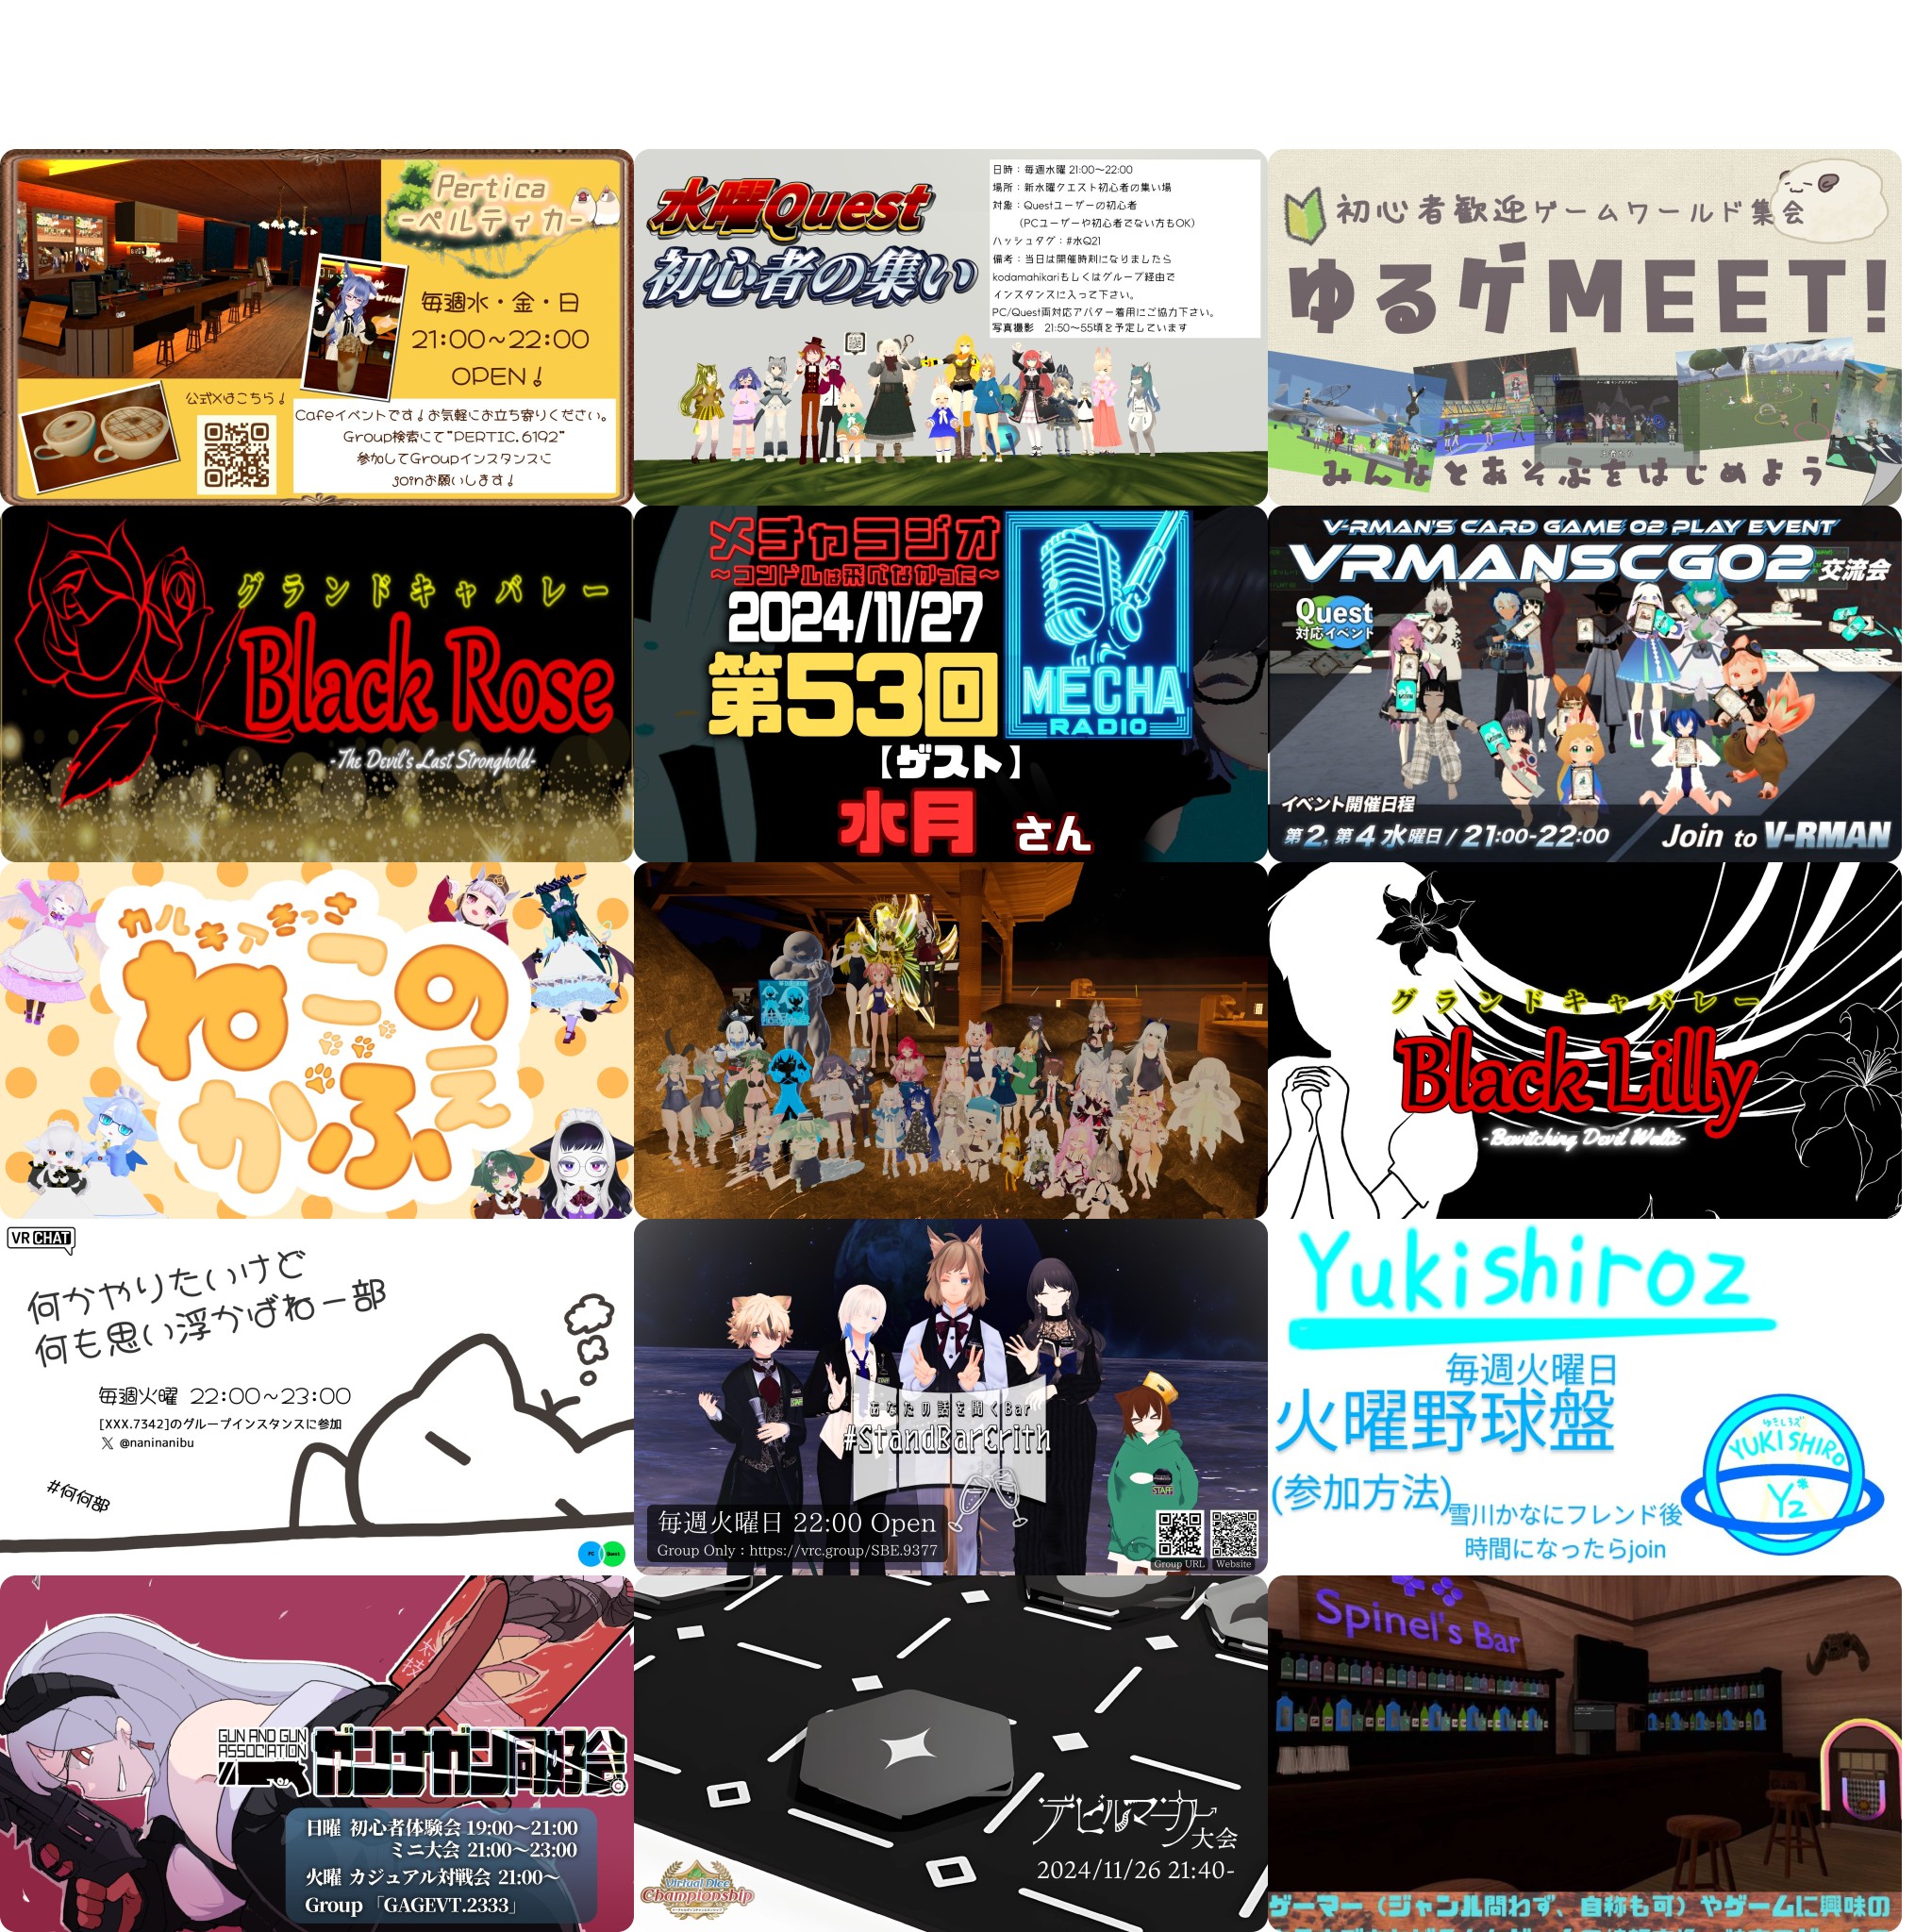 Pertica
-ペルティカ-
毎週水・金・日
21:00~22:00
OPEN!
公式Xはこちら!
Cafeイベントです!お気軽にお立ち寄りください。
Group検索にて"PERTIC.6192"
参加してGroupインスタンスに
joinお願いします!
水曜Quest
初心者の集い
日時:毎週水曜 21:00~22:00
場所:新水曜クエスト初心者の集い場
対象:Questユーザーの初心者
(PCユーザーや初心者でない方もOK)
ハッシュタグ:#水Q21
備考:当日は開催時刻になりましたら
kodamahikariもしくはグループ経由で
インスタンスに入って下さい。
PC/Quest両対応アバター着用にご協力下さい。
写真撮影 21:50~55頃を予定しています
初心者歓迎ゲームワールド集会
ゆるゲMEET!
みんなとあそぶをはじめよう
グランドキャバレー
Black Rose
-The Devil's Last Stronghold-
メチャラジオ
~コンドルは飛べなかった~
2024/11/27
第53回
MECHA
RADIO
【ゲスト】
水月 さん
V-RMAN'S CARD GAME 02 PLAY EVENT
VRMANSCG02 交流会
Quest
対応イベント
イベント開催日程
第2, 第4 水曜日 / 21:00-22:00
Join to V-RMAN
カルキアきっさ
ねこのかふぇ
グランドキャバレー
Black Lilly
-Bewitching Devil Waltz-
VRCHAT
何かやりたいけど
何も思い浮かばねー部
毎週火曜 22:00~23:00
[XXX.7342]のグループインスタンスに参加
X @naninanibu
#何何部
PC Quest
あなたの話を聞くBar
#StandBarCrith
STAFF
毎週火曜日 22:00 Open
Group Only : https://vrc.group/SBE.9377
Group URL Website
Yukishiroz
毎週火曜日
火曜野球盤
(参加方法)
雪川かなにフレンド後
時間になったらjoin
ゆきしろズ
YUKISHIRO
YZ
GUN AND GUN
ASSOCIATION
ガンナガン同好会
日曜 初心者体験会 19:00~21:00
ミニ大会 21:00~23:00
火曜 カジュアル対戦会 21:00~
Group 「GAGEVT.2333」
デビルマーカー
大会
2024/11/26 21:40-
Virtual Dice
Championship
Spinel's Bar
ゲーマー(ジャンル問わず、自称も可)やゲームに興味の